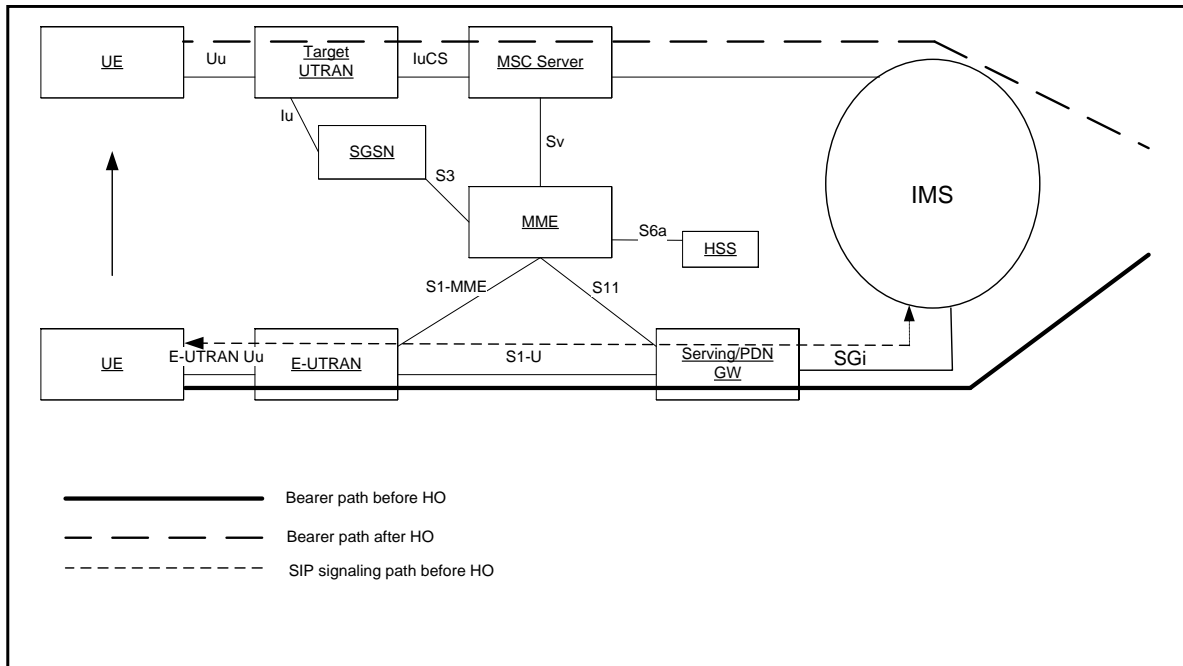 UE
Uu
Target
UTRAN
IuCS
MSC Server
Iu
SGSN
S3
Sv
MME
S6a
HSS
IMS
S1-MME
S11
UE
E-UTRAN Uu
E-UTRAN
S1-U
Serving/PDN
GW
SGi
Bearer path before HO
Bearer path after HO
SIP signaling path before HO